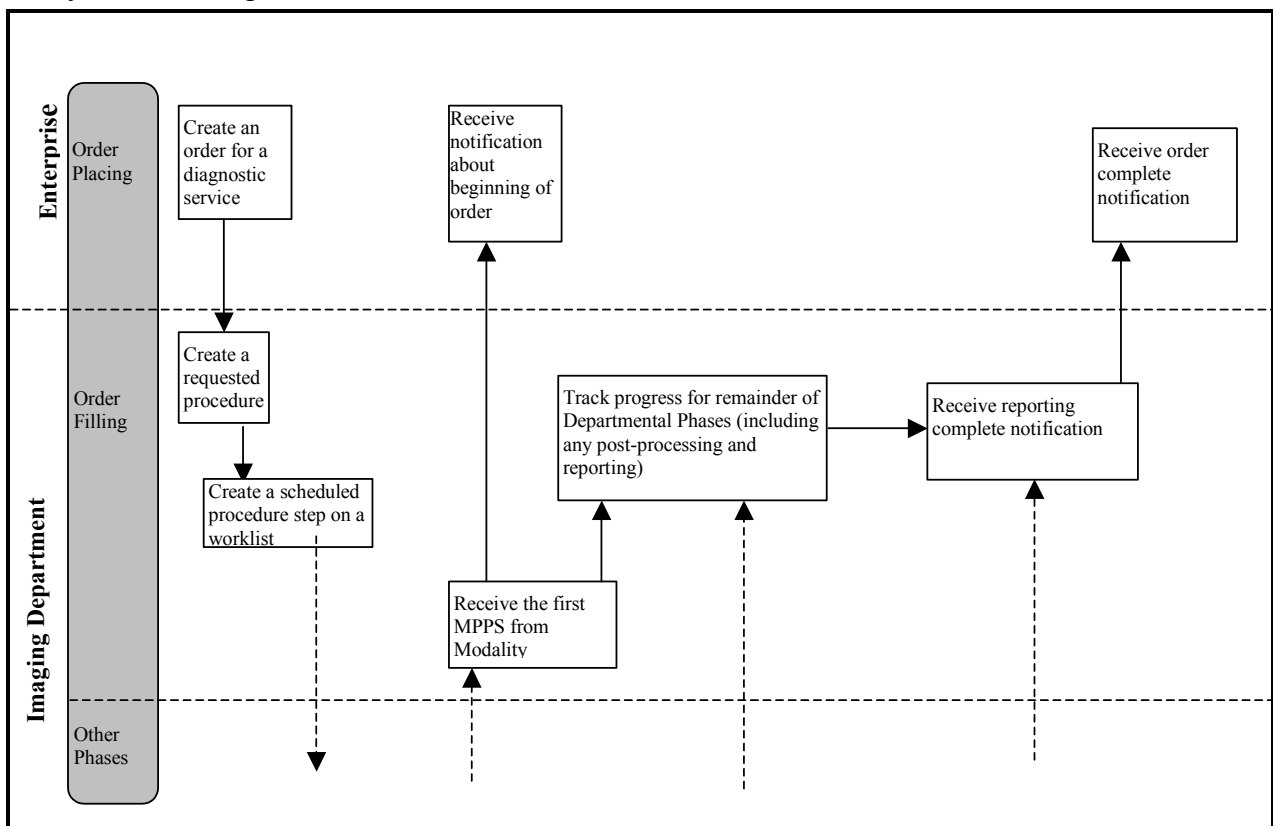 Enterprise
Order
Placing
Create an
order for a
diagnostic
service
Receive
notification
about
beginning of
order
Receive order
complete
notification
Imaging Department
Order
Filling
Create a
requested
procedure
Create a scheduled
procedure step on a
worklist
Track progress for remainder of
Departmental Phases (including
any post-processing and
reporting)
Receive reporting
complete notification
Receive the first
MPPS from
Modality
Other
Phases